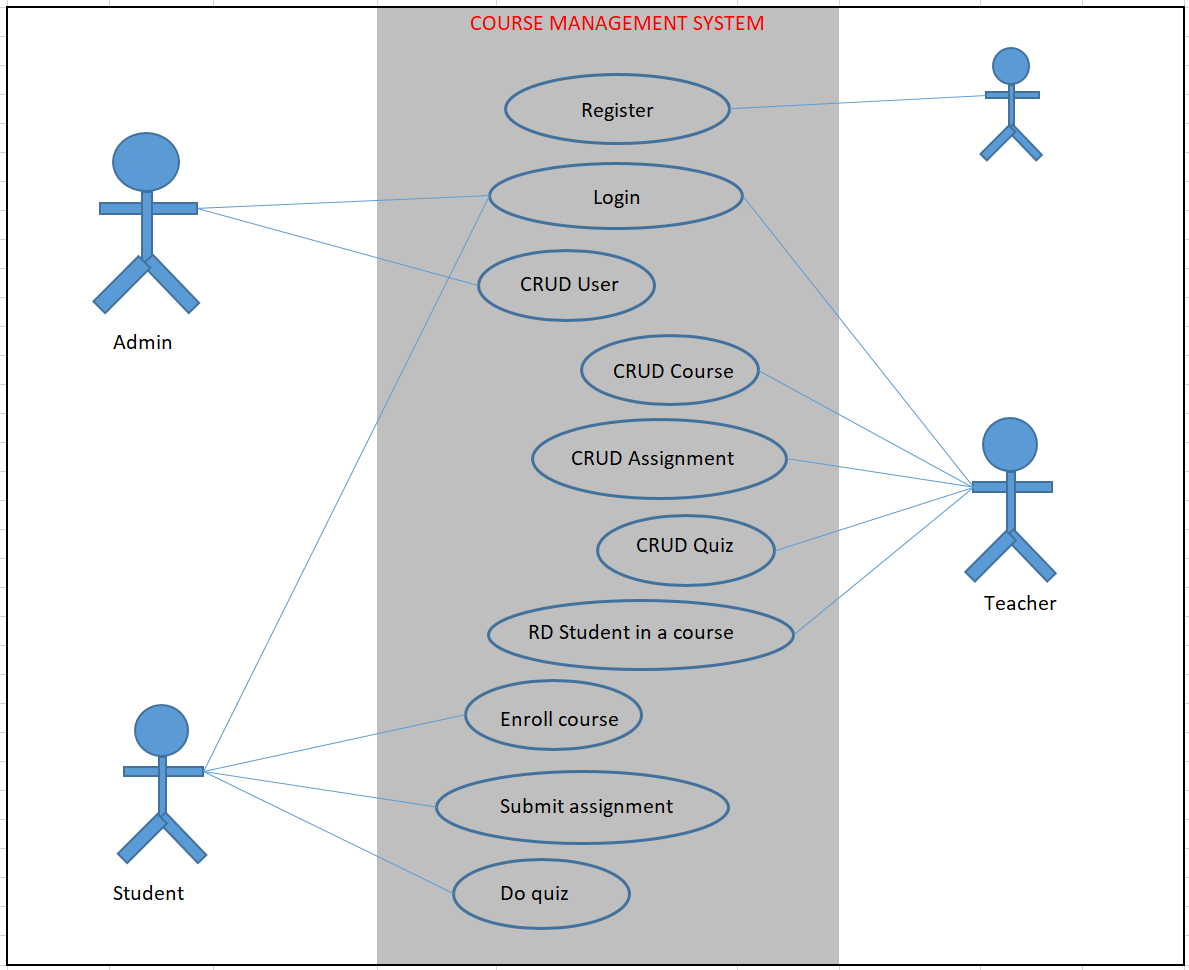 COURSE MANAGEMENT SYSTEM
Register
Login
CRUD User
Admin
CRUD Course
CRUD Assignment
CRUD Quiz
Teacher
RD Student in a course
Enroll course
Submit assignment
Do quiz
Student